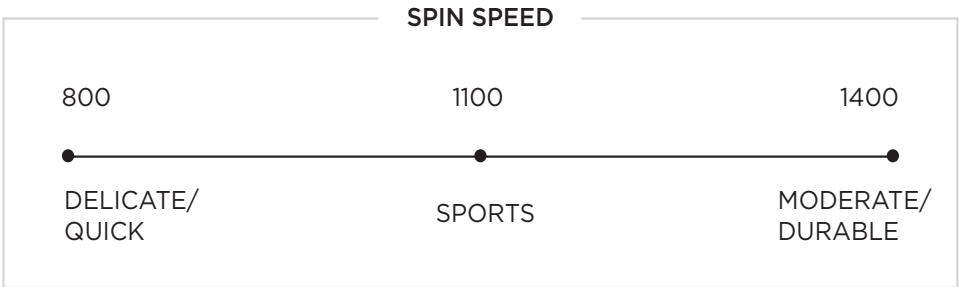 SPIN SPEED
800 1100 1400
DELICATE/
QUICK
SPORTS
MODERATE/
DURABLE